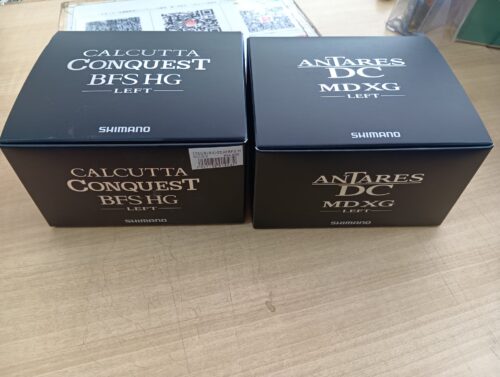 CALCUTTA
CONQUEST
BFS HG
LEFT
SHIMANO
CALCUTTA
CONQUEST
BFS HG
LEFT
SHIMANO
ANTARES
DC
MD XG
LEFT
SHIMANO
ANTARES
DC
MD XG
LEFT
SHIMANO